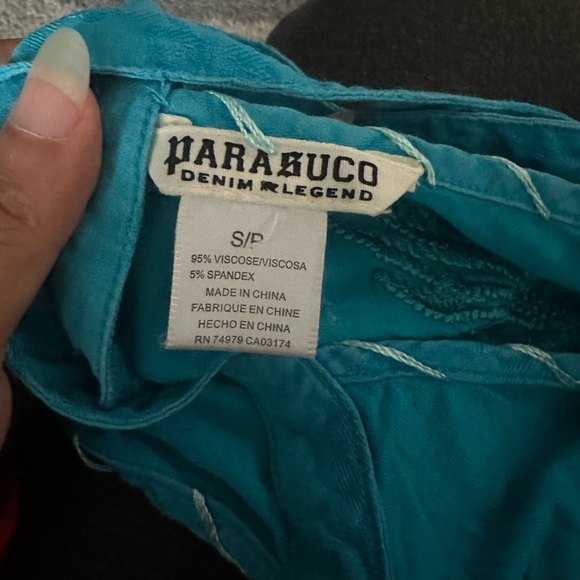 PARASUCO
DENIM LEGEND
S/P
95% VISCOSE/VISCOSA
5% SPANDEX
MADE IN CHINA
FABRIQUE EN CHINE
HECHO EN CHINA
RN 74979 CA03174